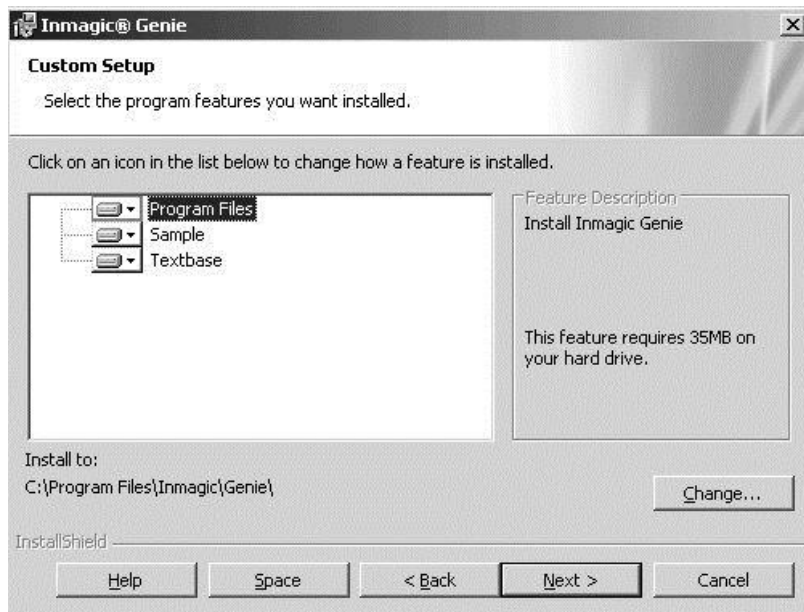 Inmagic® Genie
Custom Setup
Select the program features you want installed.
Click on an icon in the list below to change how a feature is installed.
Program Files
Sample
Textbase
Feature Description
Install Inmagic Genie
This feature requires 35MB on
your hard drive.
Install to:
C:\Program Files\Inmagic\Genie\
Change...
InstallShield
Help
Space
< Back
Next >
Cancel